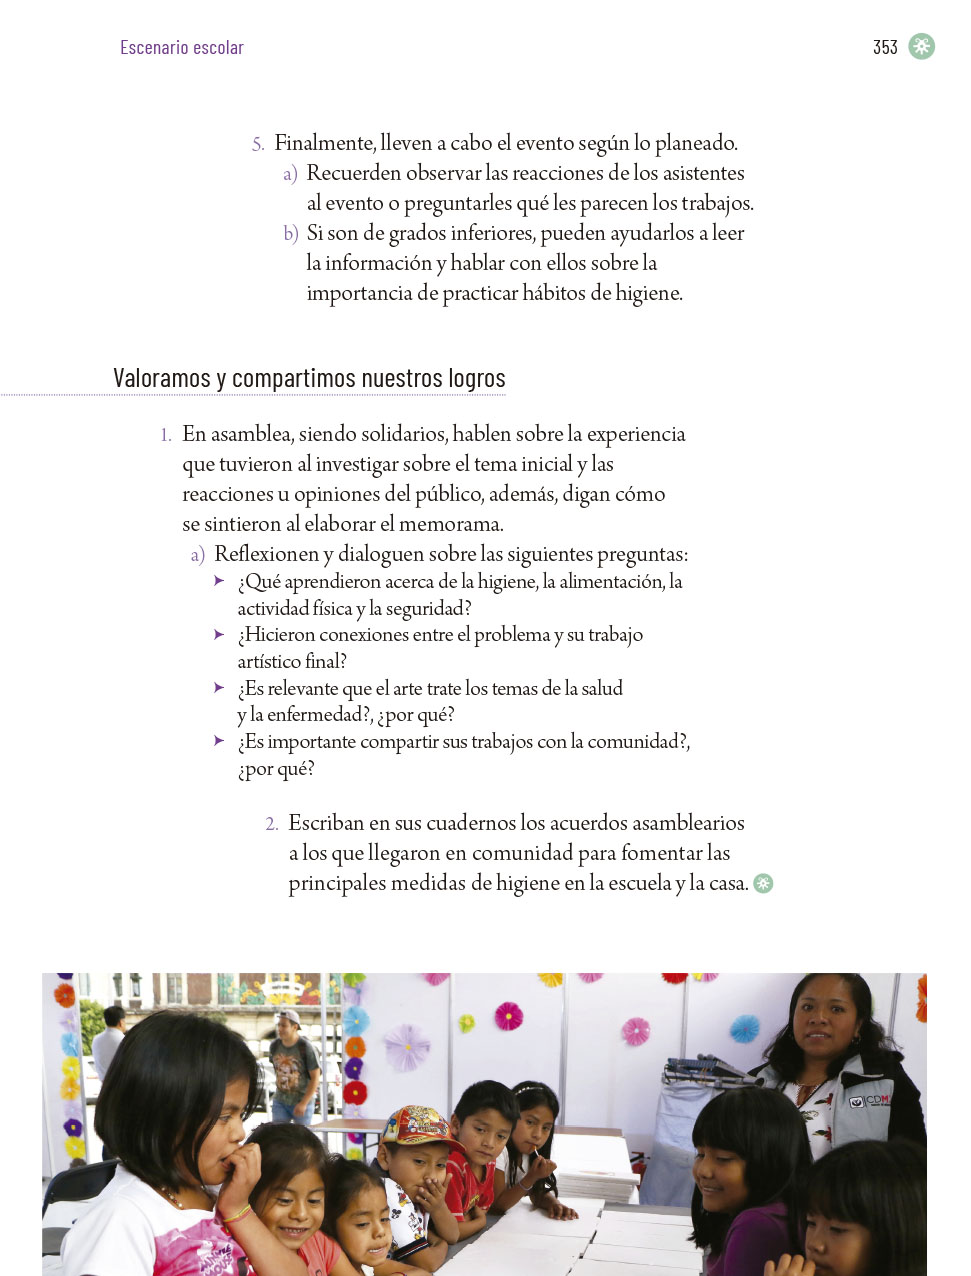 Escenario escolar
353
5. Finalmente, lleven a cabo el evento según lo planeado.
a) Recuerden observar las reacciones de los asistentes
al evento o preguntarles qué les parecen los trabajos.
b) Si son de grados inferiores, pueden ayudarlos a leer
la información y hablar con ellos sobre la
importancia de practicar hábitos de higiene.
Valoramos y compartimos nuestros logros
1. En asamblea, siendo solidarios, hablen sobre la experiencia
que tuvieron al investigar sobre el tema inicial y las
reacciones u opiniones del público, además, digan cómo
se sintieron al elaborar el memorama.
a) Reflexionen y dialoguen sobre las siguientes preguntas:
➤ ¿Qué aprendieron acerca de la higiene, la alimentación, la
actividad física y la seguridad?
➤ ¿Hicieron conexiones entre el problema y su trabajo
artístico final?
➤ ¿Es relevante que el arte trate los temas de la salud
y la enfermedad?, ¿por qué?
➤ ¿Es importante compartir sus trabajos con la comunidad?,
¿por qué?
2. Escriban en sus cuadernos los acuerdos asamblearios
a los que llegaron en comunidad para fomentar las
principales medidas de higiene en la escuela y la casa.
CDMX